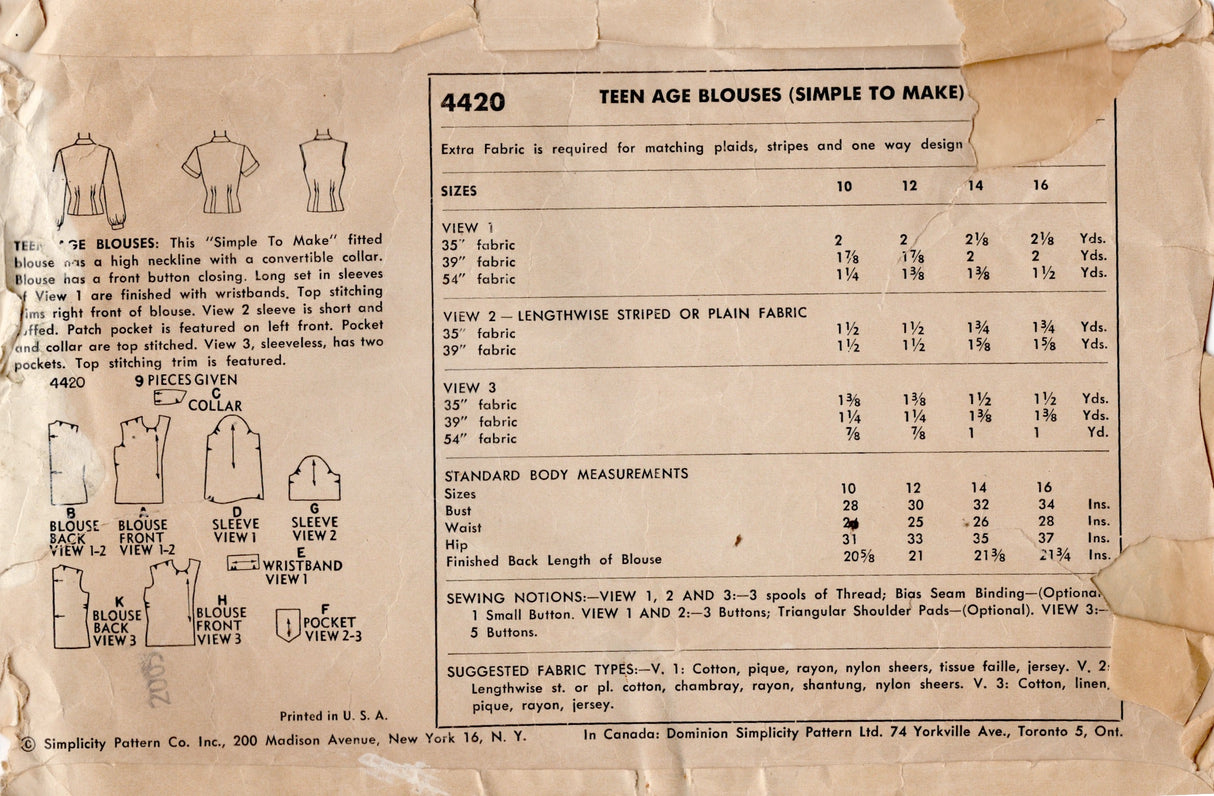 4420 TEEN AGE BLOUSES (SIMPLE TO MAKE)
Extra Fabric is required for matching plaids, stripes and one way design
SIZES 10 12 14 16
VIEW 1
35" fabric 2 2 2⅛ 2⅛ Yds.
39" fabric 1⅞ 1⅞ 2 2 Yds.
54" fabric 1¼ 1⅜ 1⅜ 1½ Yds.
VIEW 2 — LENGTHWISE STRIPED OR PLAIN FABRIC
35" fabric 1½ 1½ 1¾ 1¾ Yds.
39" fabric 1½ 1½ 1⅝ 1⅝ Yds.
VIEW 3
35" fabric 1⅜ 1⅜ 1½ 1½ Yds.
39" fabric 1¼ 1¼ 1⅜ 1⅜ Yds.
54" fabric ⅞ ⅞ 1 1 Yd.
STANDARD BODY MEASUREMENTS
Sizes 10 12 14 16
Bust 28 30 32 34 Ins.
Waist 25 26 28 Ins.
Hip 31 33 35 37 Ins.
Finished Back Length of Blouse 20⅝ 21 21⅜ 21¾ Ins.
SEWING NOTIONS:—VIEW 1, 2 AND 3:—3 spools of Thread; Bias Seam Binding—(Optiona
1 Small Button. VIEW 1 AND 2:—3 Buttons; Triangular Shoulder Pads—(Optional). VIEW 3:—
5 Buttons.
SUGGESTED FABRIC TYPES:—V. 1: Cotton, pique, rayon, nylon sheers, tissue faille, jersey. V. 2:
Lengthwise st. or pl. cotton, chambray, rayon, shantung, nylon sheers. V. 3: Cotton, linen,
pique, rayon, jersey.
TEEN AGE BLOUSES: This "Simple To Make" fitted
blouse has a high neckline with a convertible collar.
Blouse has a front button closing. Long set in sleeves
f View 1 are finished with wristbands. Top stitching
ims right front of blouse. View 2 sleeve is short and
ffed. Patch pocket is featured on left front. Pocket
and collar are top stitched. View 3, sleeveless, has two
pockets. Top stitching trim is featured.
4420 9 PIECES GIVEN
C
COLLAR
B
BLOUSE
BACK
VIEW 1-2
A
BLOUSE
FRONT
VIEW 1-2
D
SLEEVE
VIEW 1
G
SLEEVE
VIEW 2
E
WRISTBAND
VIEW 1
K
BLOUSE
BACK
VIEW 3
H
BLOUSE
FRONT
VIEW 3
F
POCKET
VIEW 2-3
2005
Printed in U. S. A.
© Simplicity Pattern Co. Inc., 200 Madison Avenue, New York 16, N. Y. In Canada: Dominion Simplicity Pattern Ltd. 74 Yorkville Ave., Toronto 5, Ont.